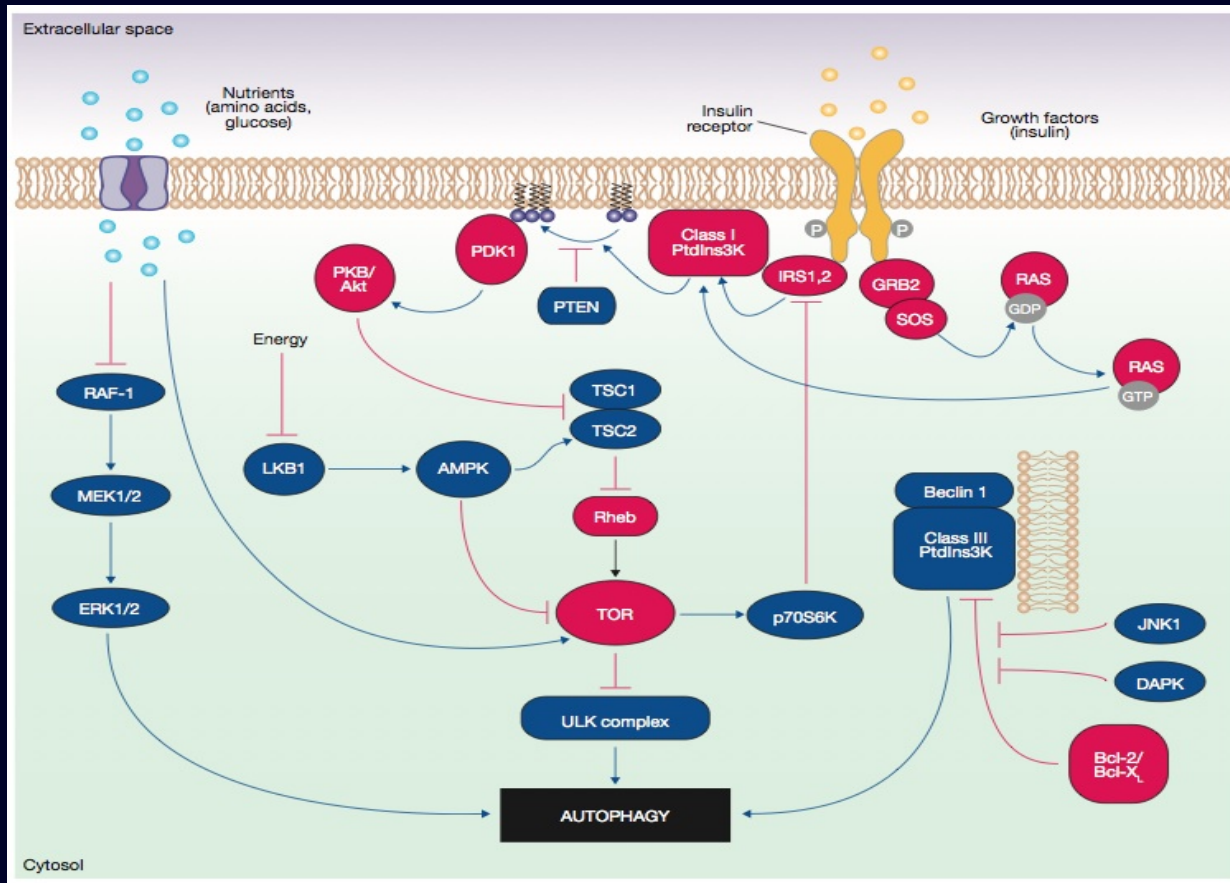 Extracellular space
Nutrients
(amino acids,
glucose)
Insulin
receptor
Growth factors
(insulin)
P
P
PDK1
Class I
PtdIns3K
IRS1,2
GRB2
SOS
RAS
GDP
PKB/
Akt
PTEN
Energy
RAS
GTP
RAF-1
TSC1
TSC2
LKB1
AMPK
MEK1/2
Rheb
Beclin 1
Class III
PtdIns3K
ERK1/2
TOR
p70S6K
JNK1
DAPK
ULK complex
Bcl-2/
Bcl-XL
AUTOPHAGY
Cytosol